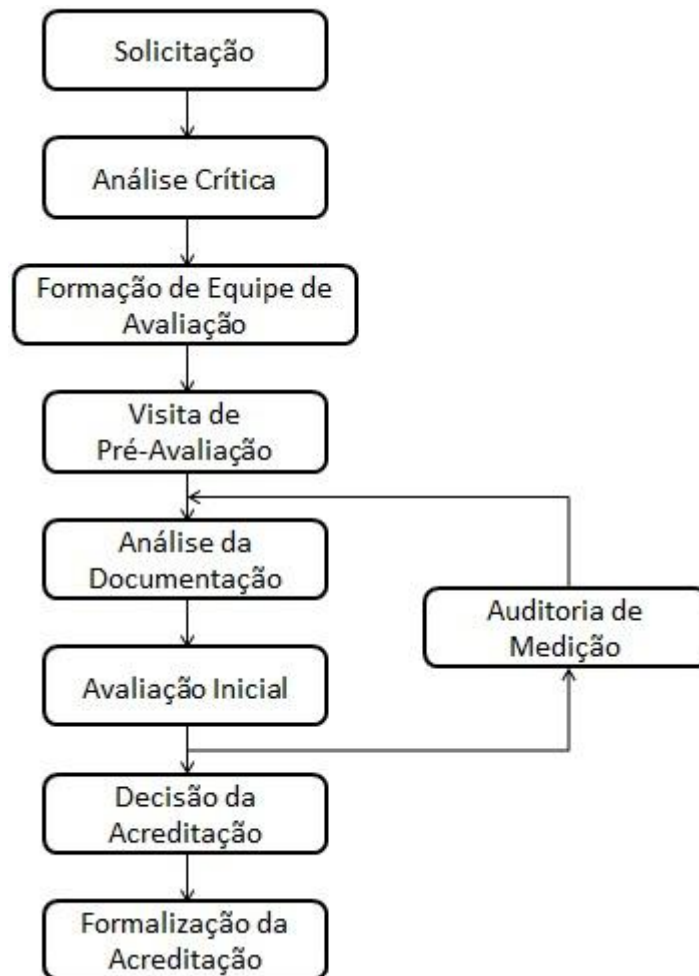 Solicitação
Análise Crítica
Formação de Equipe de
Avaliação
Visita de
Pré-Avaliação
Análise da
Documentação
Auditoria de
Medição
Avaliação Inicial
Decisão da
Acreditação
Formalização da
Acreditação